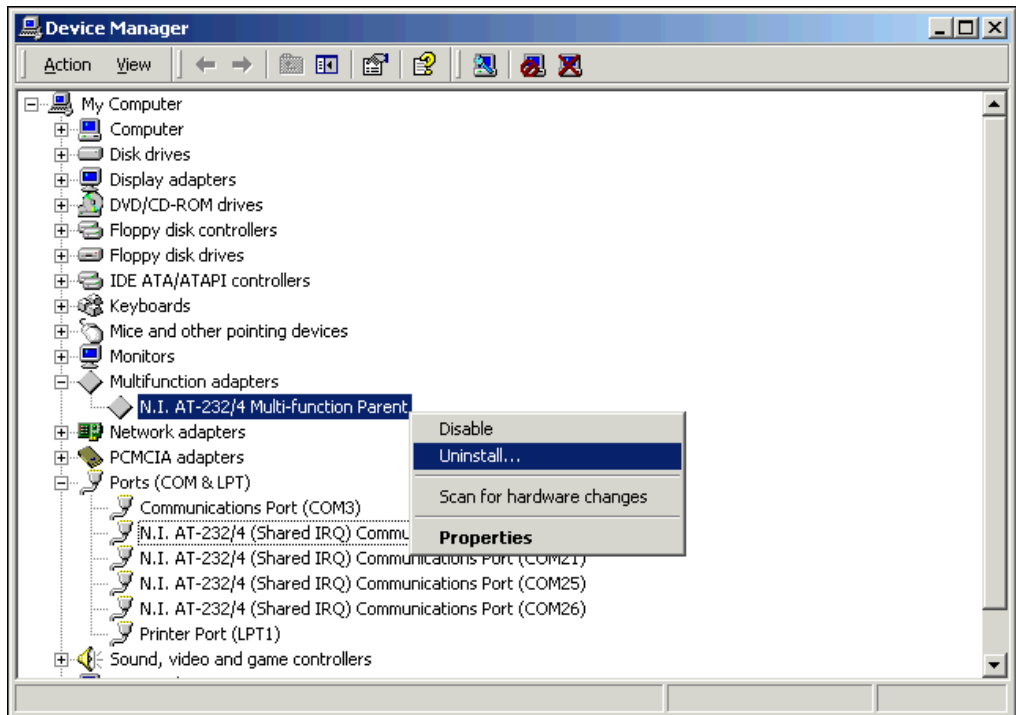 Device Manager
Action View
My Computer
Computer
Disk drives
Display adapters
DVD/CD-ROM drives
Floppy disk controllers
Floppy disk drives
IDE ATA/ATAPI controllers
Keyboards
Mice and other pointing devices
Monitors
Multifunction adapters
N.I. AT-232/4 Multi-function Parent
Disable
Uninstall...
Scan for hardware changes
Properties
Network adapters
PCMCIA adapters
Ports (COM & LPT)
Communications Port (COM3)
N.I. AT-232/4 (Shared IRQ)
N.I. AT-232/4 (Shared IRQ) Communications Port (COM21)
N.I. AT-232/4 (Shared IRQ) Communications Port (COM25)
N.I. AT-232/4 (Shared IRQ) Communications Port (COM26)
Printer Port (LPT1)
Sound, video and game controllers